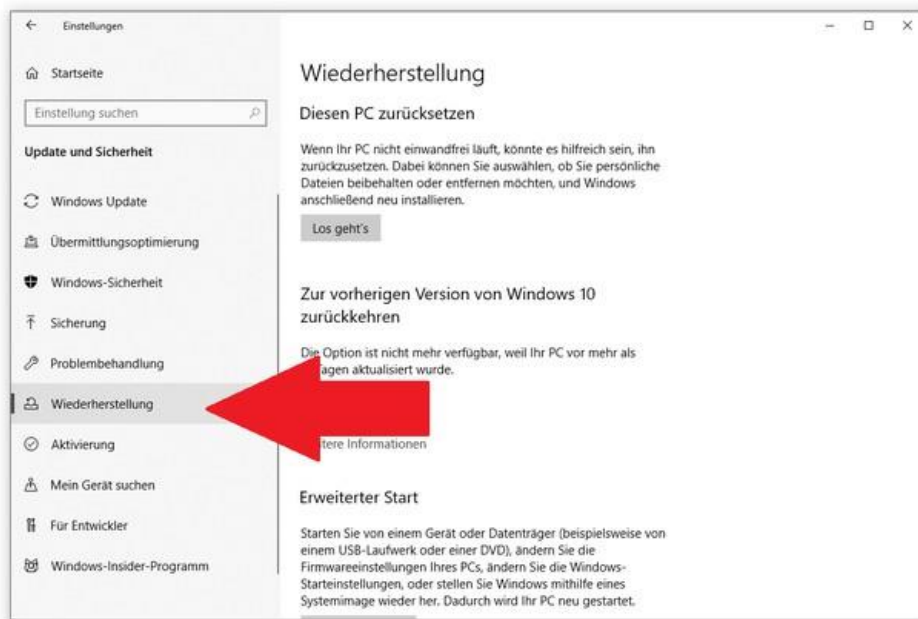 Einstellungen
Startseite
Einstellung suchen
Update und Sicherheit
Windows Update
Übermittlungsoptimierung
Windows-Sicherheit
Sicherung
Problembehandlung
Wiederherstellung
Aktivierung
Mein Gerät suchen
Für Entwickler
Windows-Insider-Programm
Wiederherstellung
Diesen PC zurücksetzen
Wenn Ihr PC nicht einwandfrei läuft, könnte es hilfreich sein, ihn
zurückzusetzen. Dabei können Sie auswählen, ob Sie persönliche
Dateien beibehalten oder entfernen möchten, und Windows
anschließend neu installieren.
Los geht's
Zur vorherigen Version von Windows 10
zurückkehren
Die Option ist nicht mehr verfügbar, weil Ihr PC vor mehr als
aktualisiert wurde.
Informationen
Erweiterter Start
Starten Sie von einem Gerät oder Datenträger (beispielsweise von
einem USB-Laufwerk oder einer DVD), ändern Sie die
Firmwareeinstellungen Ihres PCs, ändern Sie die Windows-
Starteinstellungen, oder stellen Sie Windows mithilfe eines
Systemimage wieder her. Dadurch wird Ihr PC neu gestartet.